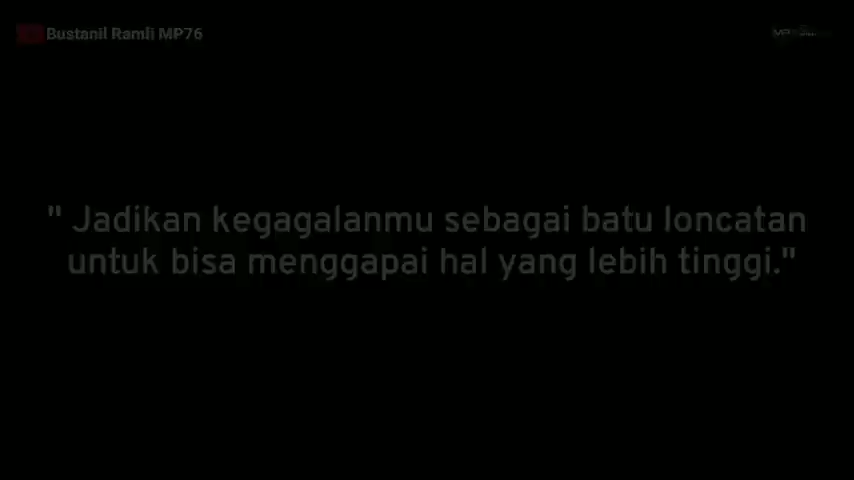 Bustanil Ramli MP76
" Jadikan kegagalanmu sebagai batu loncatan
untuk bisa menggapai hal yang lebih tinggi."